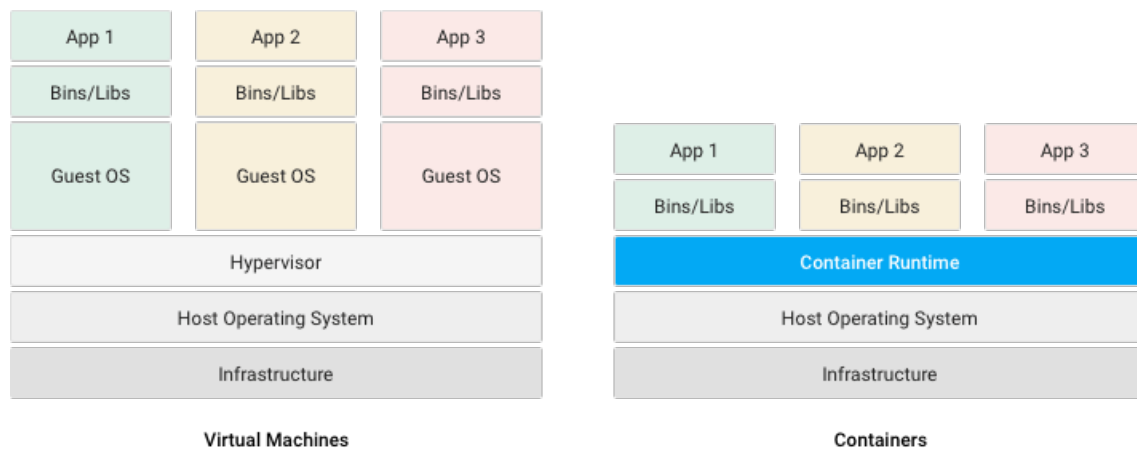 App 1
App 2
App 3
Bins/Libs
Bins/Libs
Bins/Libs
Guest OS
Guest OS
Guest OS
Hypervisor
Host Operating System
Infrastructure
Virtual Machines
App 1
App 2
App 3
Bins/Libs
Bins/Libs
Bins/Libs
Container Runtime
Host Operating System
Infrastructure
Containers